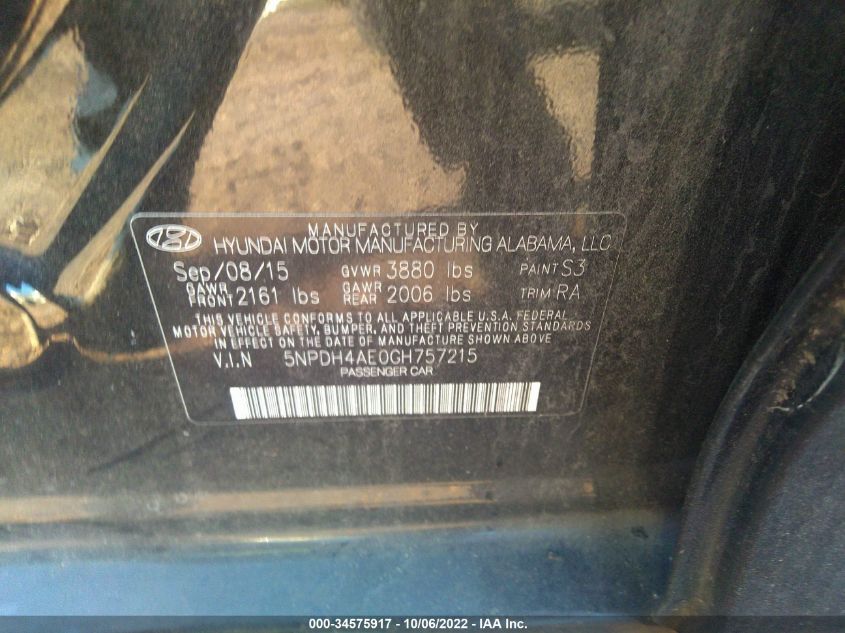 MANUFACTURED BY
HYUNDAI MOTOR MANUFACTURING ALABAMA, LLC
Sep/08/15 GVWR 3880 lbs PAINT S3
GAWR FRONT 2161 lbs GAWR REAR 2006 lbs TRIM RA
THIS VEHICLE CONFORMS TO ALL APPLICABLE U.S.A. FEDERAL
MOTOR VEHICLE SAFETY, BUMPER, AND THEFT PREVENTION STANDARDS
IN EFFECT ON THE DATE OF MANUFACTURE SHOWN ABOVE
V.I.N 5NPDH4AE0GH757215
PASSENGER CAR
000-34575917 - 10/06/2022 - IAA Inc.